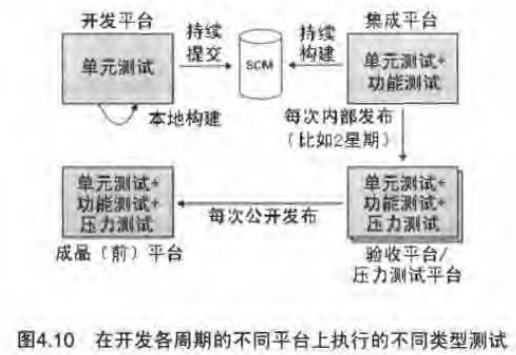 开发平台
集成平台
持续
提交
持续
构建
单元测试
SCM
单元测试+
功能测试
本地构建
每次内部发布
（比如2星期）
单元测试+
功能测试+
压力测试
每次公开发布
单元测试+
功能测试+
压力测试
成品（前）平台
验收平台/
压力测试平台
图4.10 在开发各周期的不同平台上执行的不同类型测试